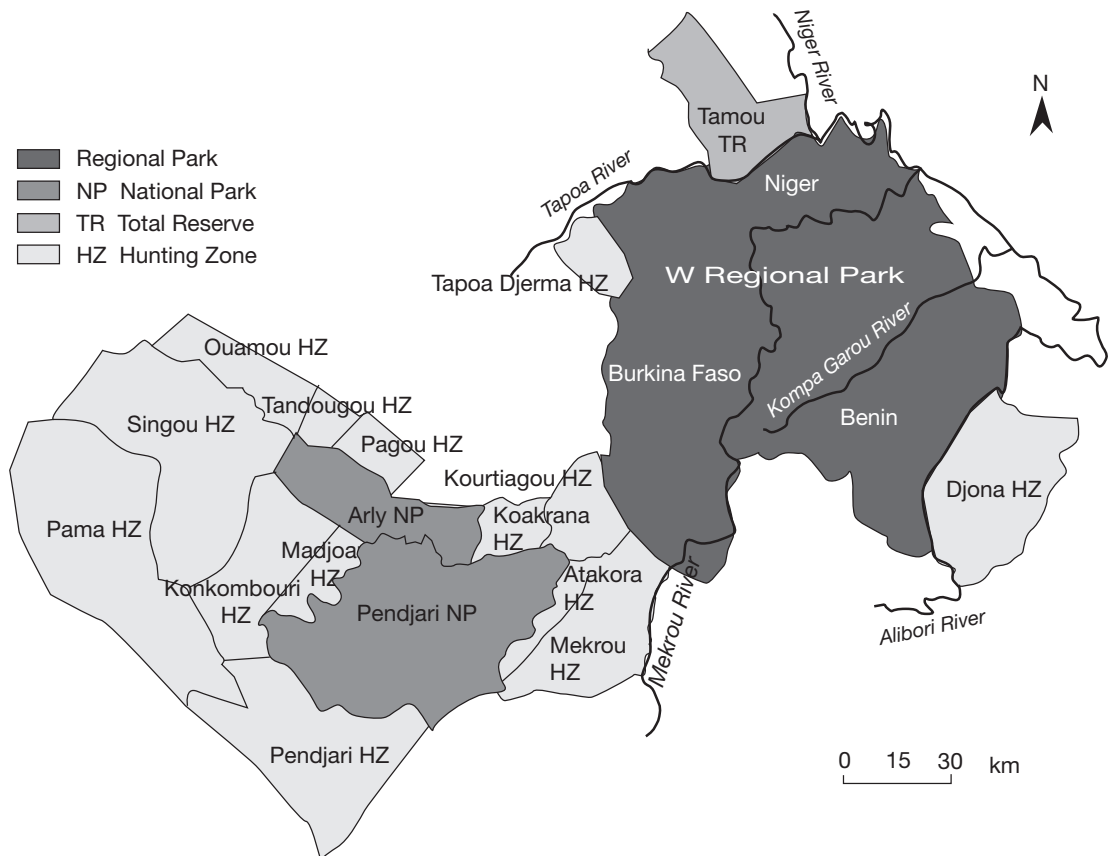 Niger River
N
Tamou
TR
Regional Park
NP National Park
TR Total Reserve
HZ Hunting Zone
Tapoa River
Niger
Tapoa Djerma HZ
W Regional Park
Kompa Garou River
Burkina Faso
Benin
Ouamou HZ
Tandougou HZ
Singou HZ
Pagou HZ
Kourtiagou HZ
Djona HZ
Pama HZ
Arly NP
Koakrana
HZ
Madjoa
HZ
Konkombouri
HZ
Atakora
HZ
Pendjari NP
Mekrou
HZ
Mekrou River
Alibori River
Pendjari HZ
0 15 30 km